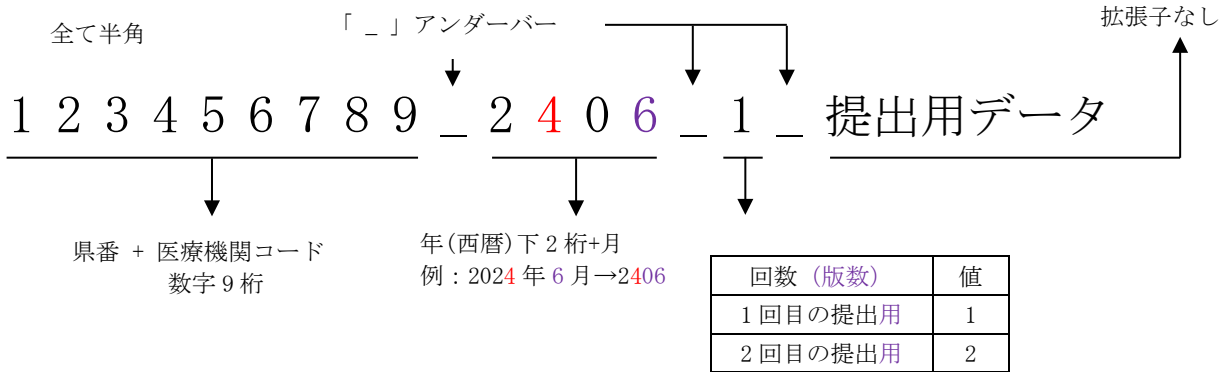 全て半角
「 _ 」アンダーバー
拡張子なし
123456789_2406_1_提出用データ
県番 + 医療機関コード
数字9桁
年(西暦)下2桁+月
例：2024年6月→2406
回数（版数） 値
1回目の提出用 1
2回目の提出用 2